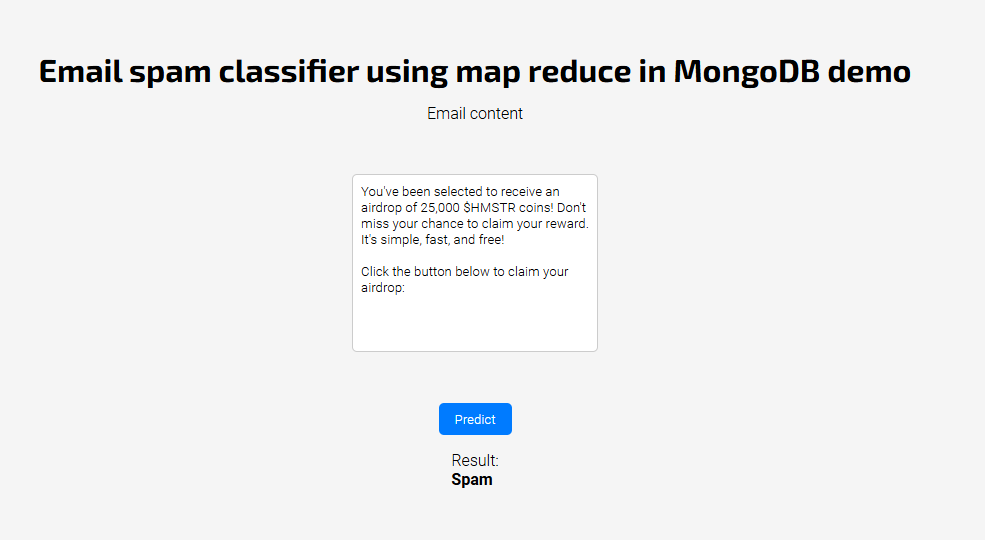 Email spam classifier using map reduce in MongoDB demo
Email content
You've been selected to receive an
airdrop of 25,000 $HMSTR coins! Don't
miss your chance to claim your reward.
It's simple, fast, and free!
Click the button below to claim your
airdrop:
Predict
Result:
Spam